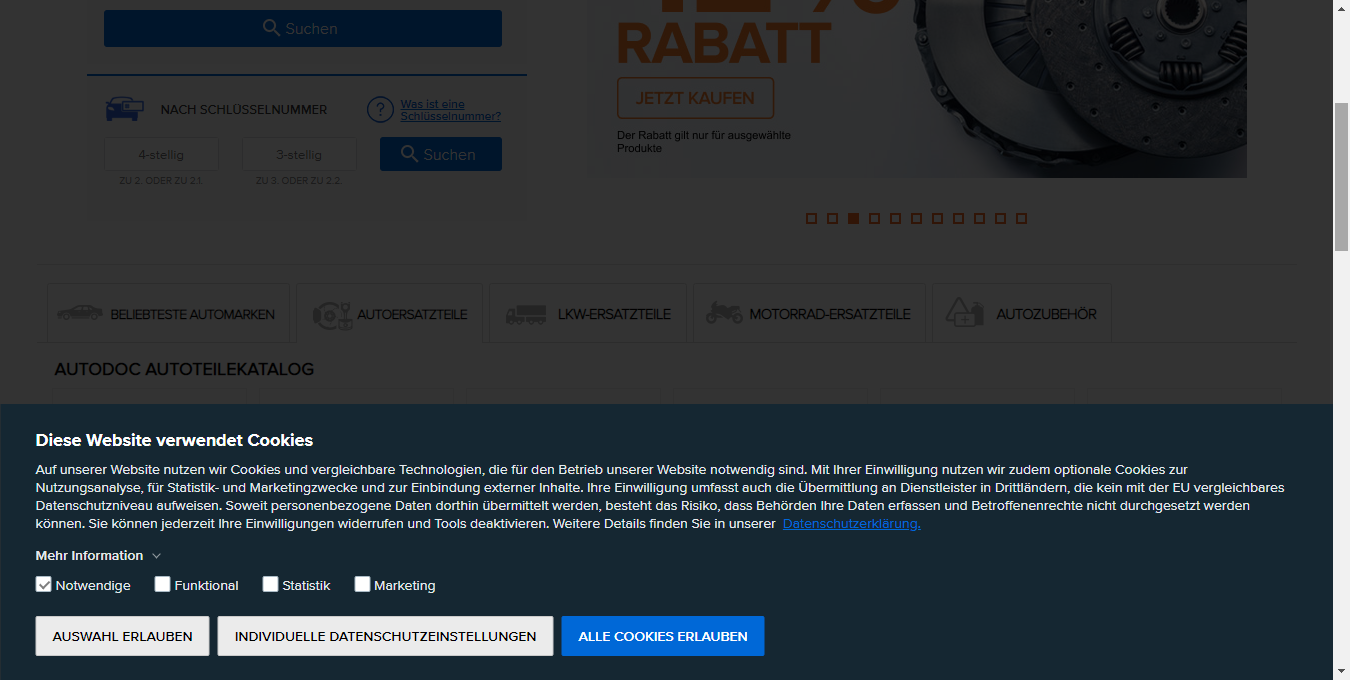 Suchen
RABATT
NACH SCHLÜSSELNUMMER
?
Was ist eine
Schlüsselnummer?
JETZT KAUFEN
4-stellig
3-stellig
Suchen
Der Rabatt gilt nur für ausgewählte
Produkte
ZU 2. ODER ZU 2.1.
ZU 3. ODER ZU 2.2.
BELIEBTESTE AUTOMARKEN
AUTOERSATZTEILE
LKW-ERSATZTEILE
MOTORRAD-ERSATZTEILE
AUTOZUBEHÖR
AUTODOC AUTOTEILEKATALOG
Diese Website verwendet Cookies
Auf unserer Website nutzen wir Cookies und vergleichbare Technologien, die für den Betrieb unserer Website notwendig sind. Mit Ihrer Einwilligung nutzen wir zudem optionale Cookies zur
Nutzungsanalyse, für Statistik- und Marketingzwecke und zur Einbindung externer Inhalte. Ihre Einwilligung umfasst auch die Übermittlung an Dienstleister in Drittländern, die kein mit der EU vergleichbares
Datenschutzniveau aufweisen. Soweit personenbezogene Daten dorthin übermittelt werden, besteht das Risiko, dass Behörden Ihre Daten erfassen und Betroffenenrechte nicht durchgesetzt werden
können. Sie können jederzeit Ihre Einwilligungen widerrufen und Tools deaktivieren. Weitere Details finden Sie in unserer Datenschutzerklärung.
Mehr Information
Notwendige
Funktional
Statistik
Marketing
AUSWAHL ERLAUBEN
INDIVIDUELLE DATENSCHUTZEINSTELLUNGEN
ALLE COOKIES ERLAUBEN